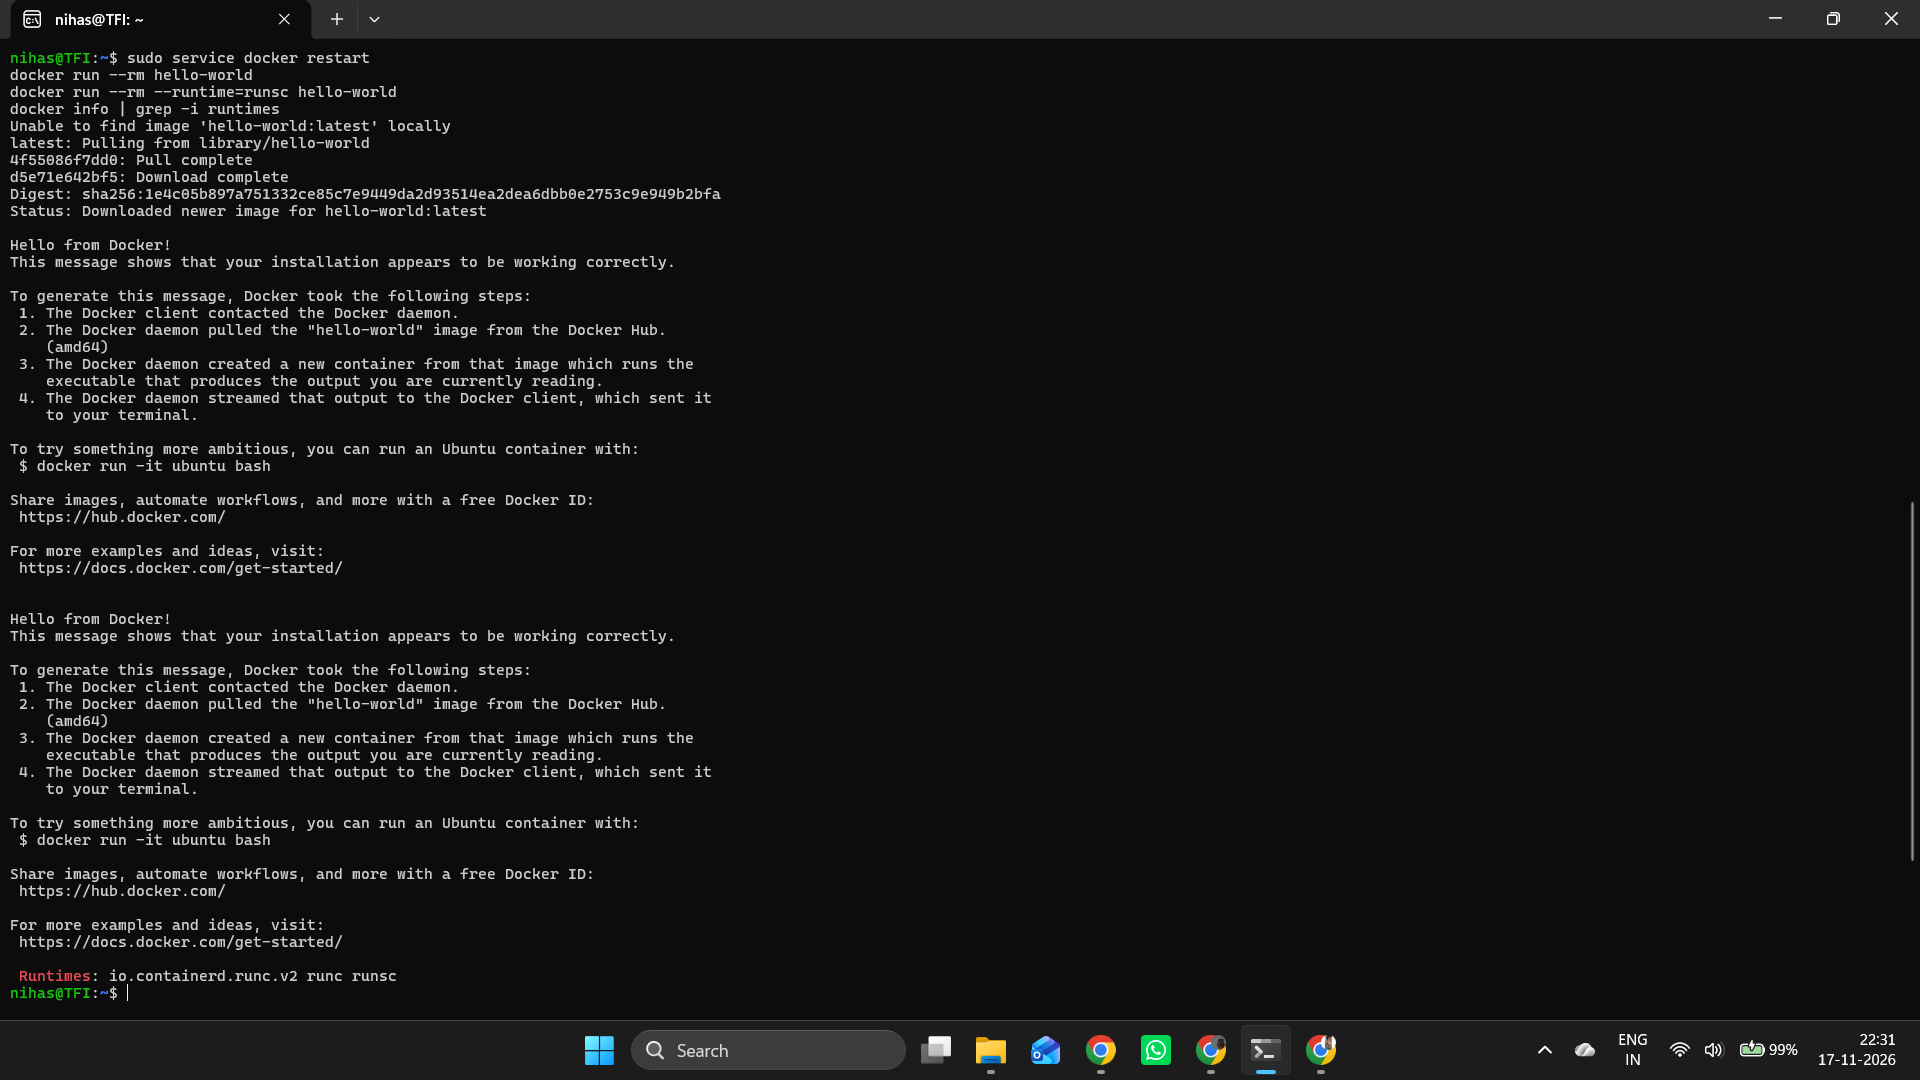 nihas@TFI: ~
nihas@TFI:~$ sudo service docker restart
docker run --rm hello-world
docker run --rm --runtime=runsc hello-world
docker info | grep -i runtimes
Unable to find image 'hello-world:latest' locally
latest: Pulling from library/hello-world
4f55086f7dd0: Pull complete
d5e71e642bf5: Download complete
Digest: sha256:1e4c05b897a751332ce85c7e9449da2d93514ea2dea6dbb0e2753c9e949b2bfa
Status: Downloaded newer image for hello-world:latest

Hello from Docker!
This message shows that your installation appears to be working correctly.

To generate this message, Docker took the following steps:
 1. The Docker client contacted the Docker daemon.
 2. The Docker daemon pulled the "hello-world" image from the Docker Hub.
    (amd64)
 3. The Docker daemon created a new container from that image which runs the
    executable that produces the output you are currently reading.
 4. The Docker daemon streamed that output to the Docker client, which sent it
    to your terminal.

To try something more ambitious, you can run an Ubuntu container with:
 $ docker run -it ubuntu bash

Share images, automate workflows, and more with a free Docker ID:
 https://hub.docker.com/

For more examples and ideas, visit:
 https://docs.docker.com/get-started/


Hello from Docker!
This message shows that your installation appears to be working correctly.

To generate this message, Docker took the following steps:
 1. The Docker client contacted the Docker daemon.
 2. The Docker daemon pulled the "hello-world" image from the Docker Hub.
    (amd64)
 3. The Docker daemon created a new container from that image which runs the
    executable that produces the output you are currently reading.
 4. The Docker daemon streamed that output to the Docker client, which sent it
    to your terminal.

To try something more ambitious, you can run an Ubuntu container with:
 $ docker run -it ubuntu bash

Share images, automate workflows, and more with a free Docker ID:
 https://hub.docker.com/

For more examples and ideas, visit:
 https://docs.docker.com/get-started/

 Runtimes: io.containerd.runc.v2 runc runsc
nihas@TFI:~$
Search
ENG
IN
99%
22:31
17-11-2026